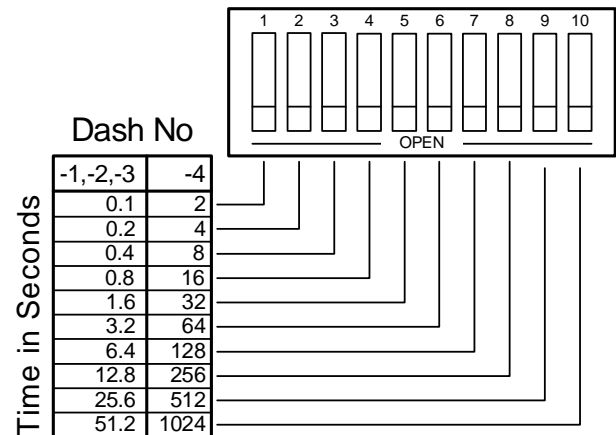 1 2 3 4 5 6 7 8 9 10
OPEN
Dash No
-1,-2,-3 -4
0.1 2
0.2 4
0.4 8
0.8 16
1.6 32
3.2 64
6.4 128
12.8 256
25.6 512
51.2 1024
Time in Seconds